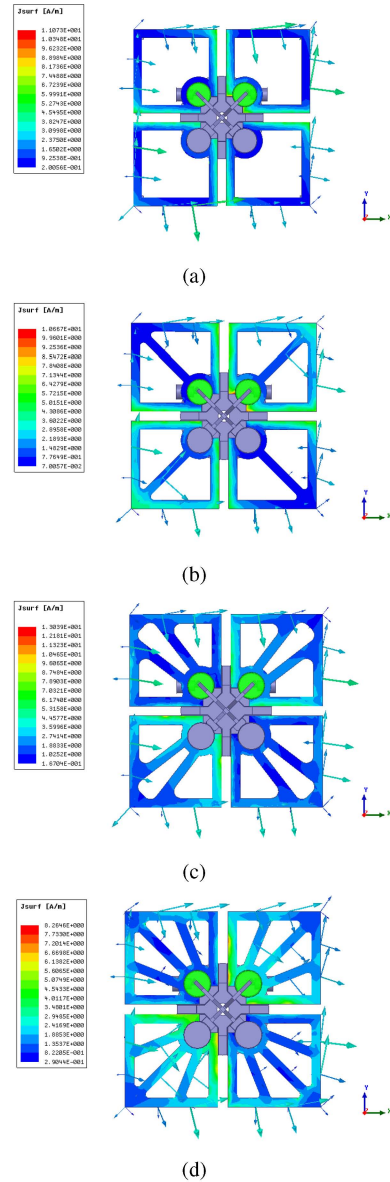 Jsurf [A/m]
1.1073E+001
1.0348E+001
9.6232E+000
8.8984E+000
8.1736E+000
7.4488E+000
6.7239E+000
5.9991E+000
5.2743E+000
4.5495E+000
3.8247E+000
3.0998E+000
2.3750E+000
1.6502E+000
9.2538E-001
2.0056E-001
Y
Z
X
(a)
Jsurf [A/m]
1.0667E+001
9.9601E+000
9.2536E+000
8.5472E+000
7.8408E+000
7.1344E+000
6.4279E+000
5.7215E+000
5.0151E+000
4.3086E+000
3.6022E+000
2.8958E+000
2.1893E+000
1.4829E+000
7.7649E-001
7.0057E-002
Y
Z
X
(b)
Jsurf [A/m]
1.3039E+001
1.2181E+001
1.1323E+001
1.0465E+001
9.6065E+000
8.7484E+000
7.8903E+000
7.0321E+000
6.1740E+000
5.3158E+000
4.4577E+000
3.5996E+000
2.7414E+000
1.8833E+000
1.0252E+000
1.6704E-001
Y
Z
X
(c)
Jsurf [A/m]
8.2646E+000
7.7330E+000
7.2014E+000
6.6698E+000
6.1382E+000
5.6065E+000
5.0749E+000
4.5433E+000
4.0117E+000
3.4801E+000
2.9485E+000
2.4169E+000
1.8853E+000
1.3537E+000
8.2205E-001
2.9044E-001
Y
Z
X
(d)